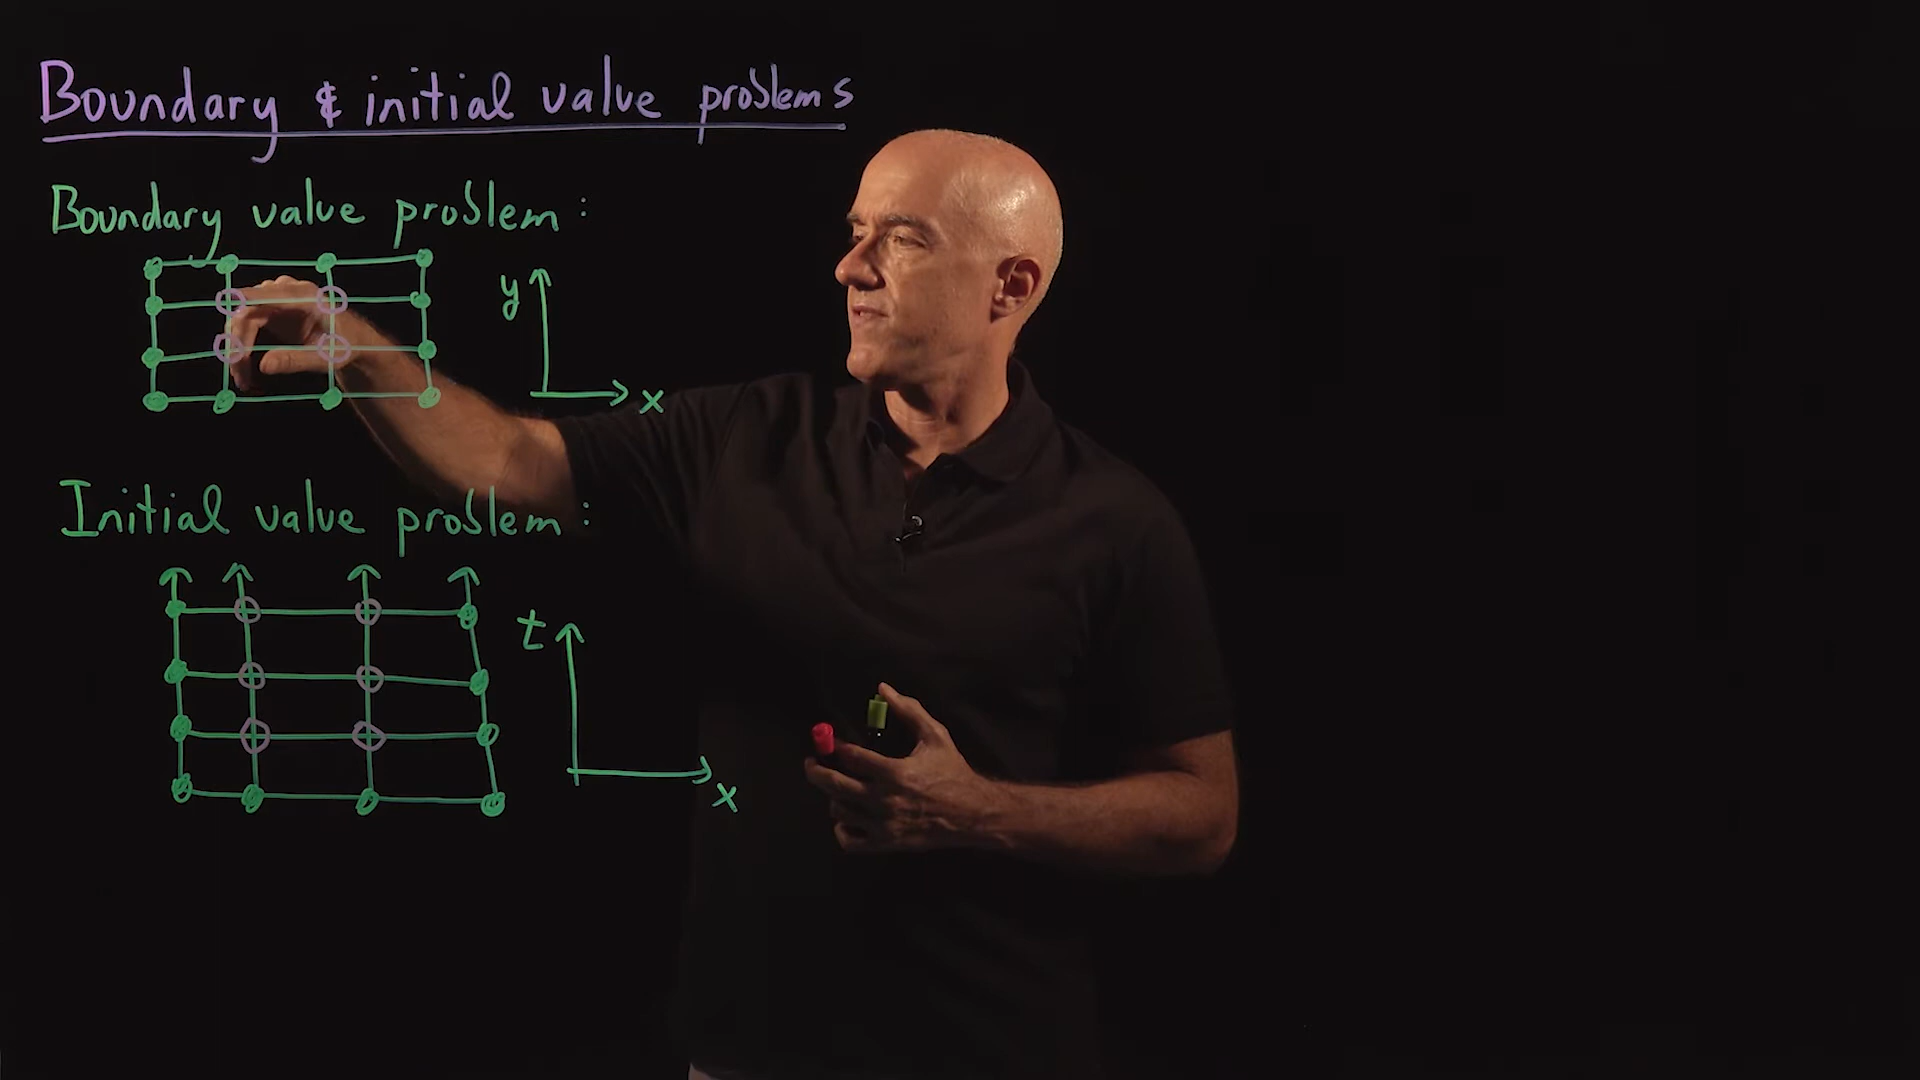 Boundary & initial value problems
Boundary value problem:
y
x
Initial value problem:
t
x